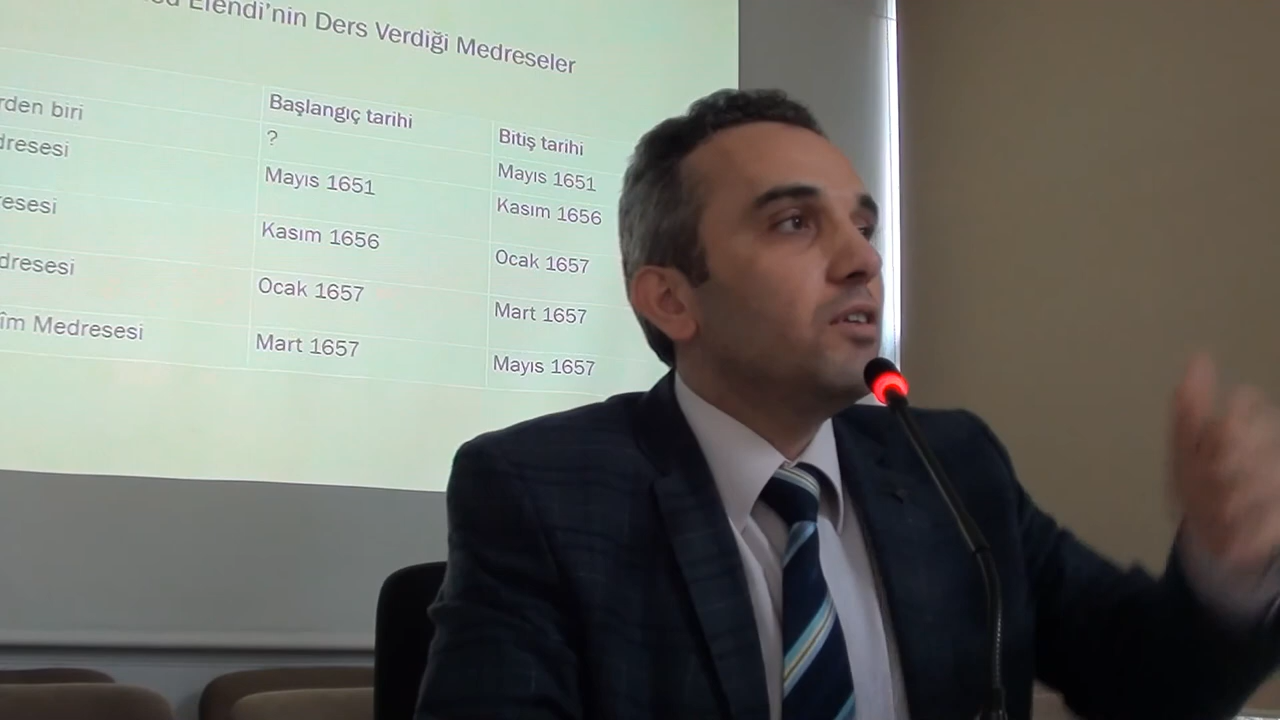 Efendi'nin Ders Verdiği Medreseler
Başlangıç tarihi Bitiş tarihi
rden biri ? Mayıs 1651
dresesi Mayıs 1651 Kasım 1656
resesi Kasım 1656 Ocak 1657
dresesi Ocak 1657 Mart 1657
îm Medresesi Mart 1657 Mayıs 1657